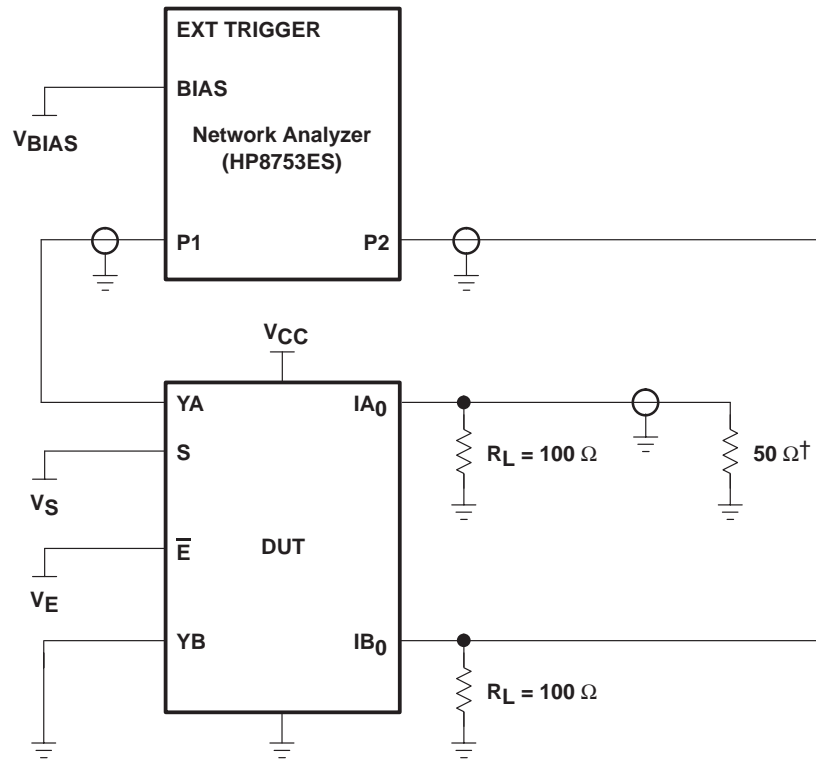 EXT TRIGGER
BIAS
VBIAS
Network Analyzer
(HP8753ES)
P1
P2
VCC
YA
IA0
S
RL = 100 Ω
50 Ω†
VS
E̅
DUT
VE
YB
IB0
RL = 100 Ω